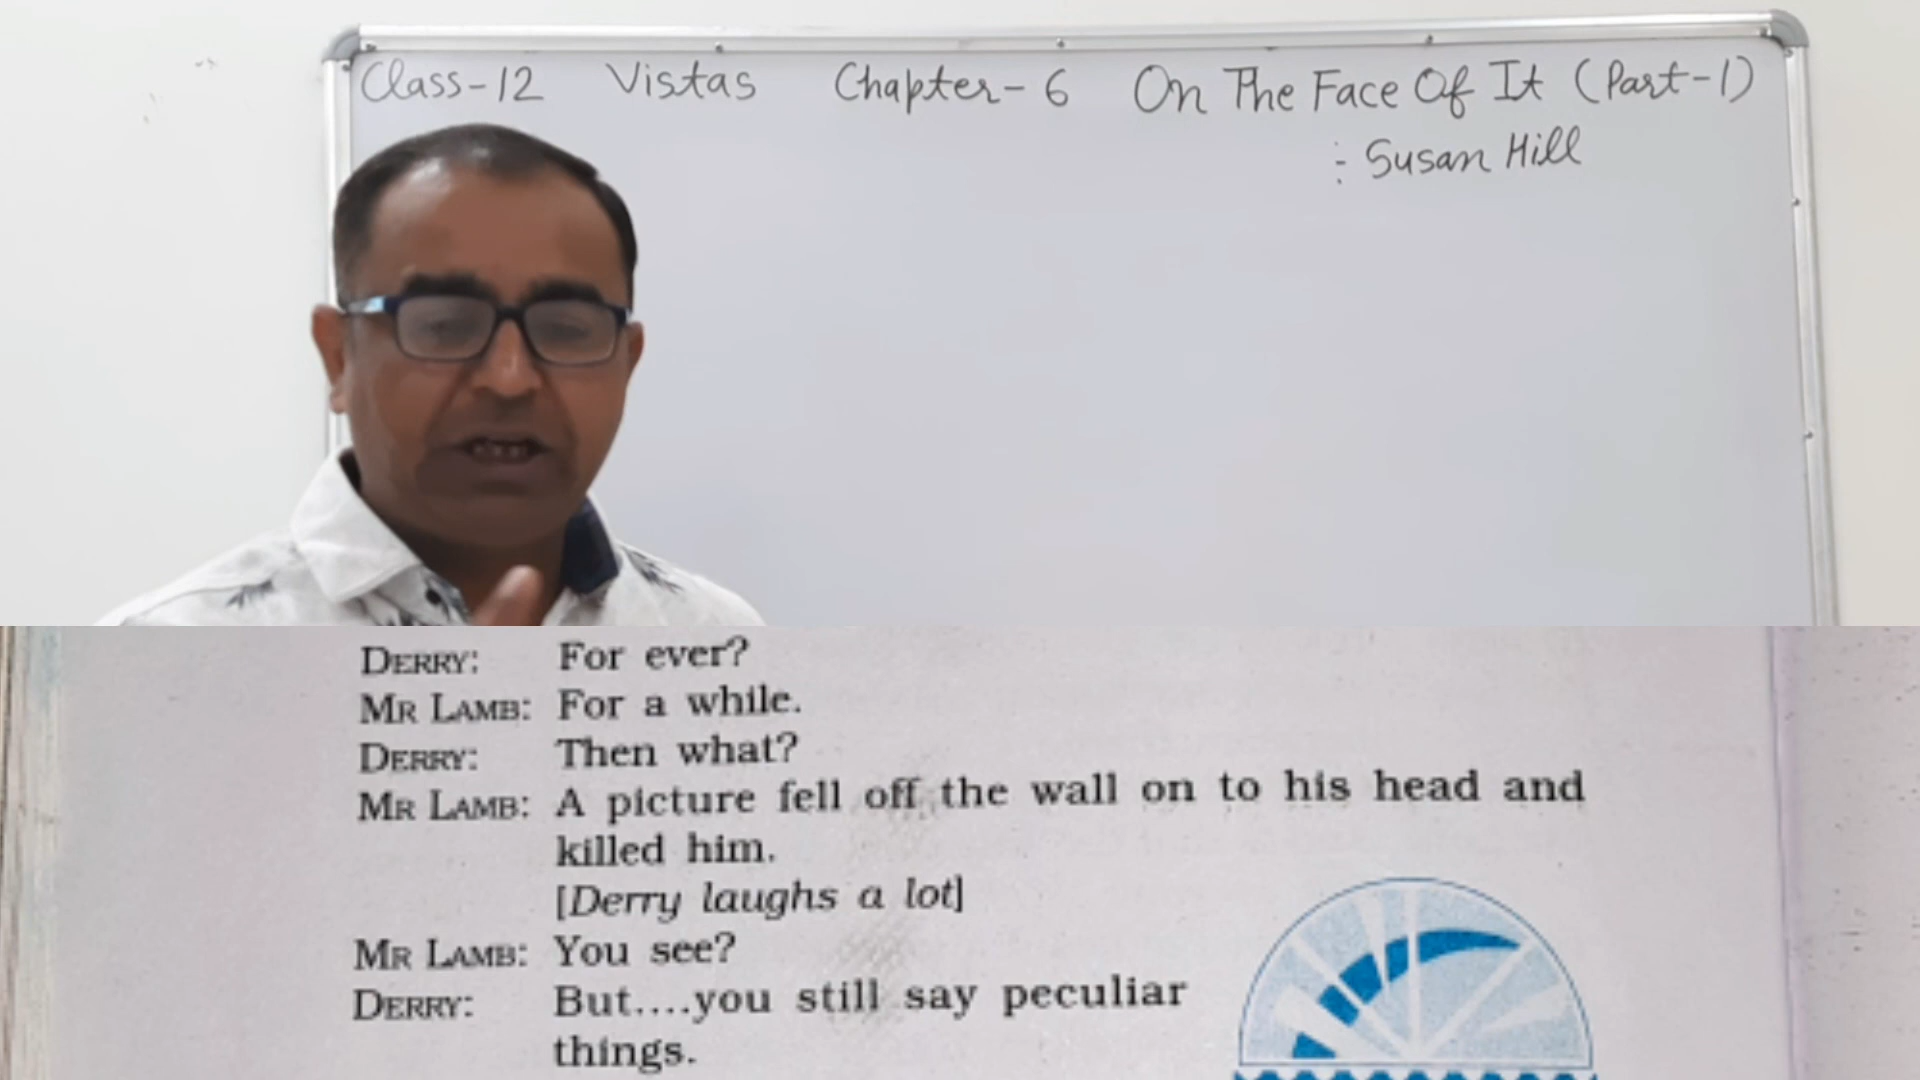 Class-12 Vistas Chapter-6 On The Face Of It (Part-1)
: Susan Hill
DERRY: For ever?
MR LAMB: For a while.
DERRY: Then what?
MR LAMB: A picture fell off the wall on to his head and
killed him.
[Derry laughs a lot]
MR LAMB: You see?
DERRY: But....you still say peculiar
things.